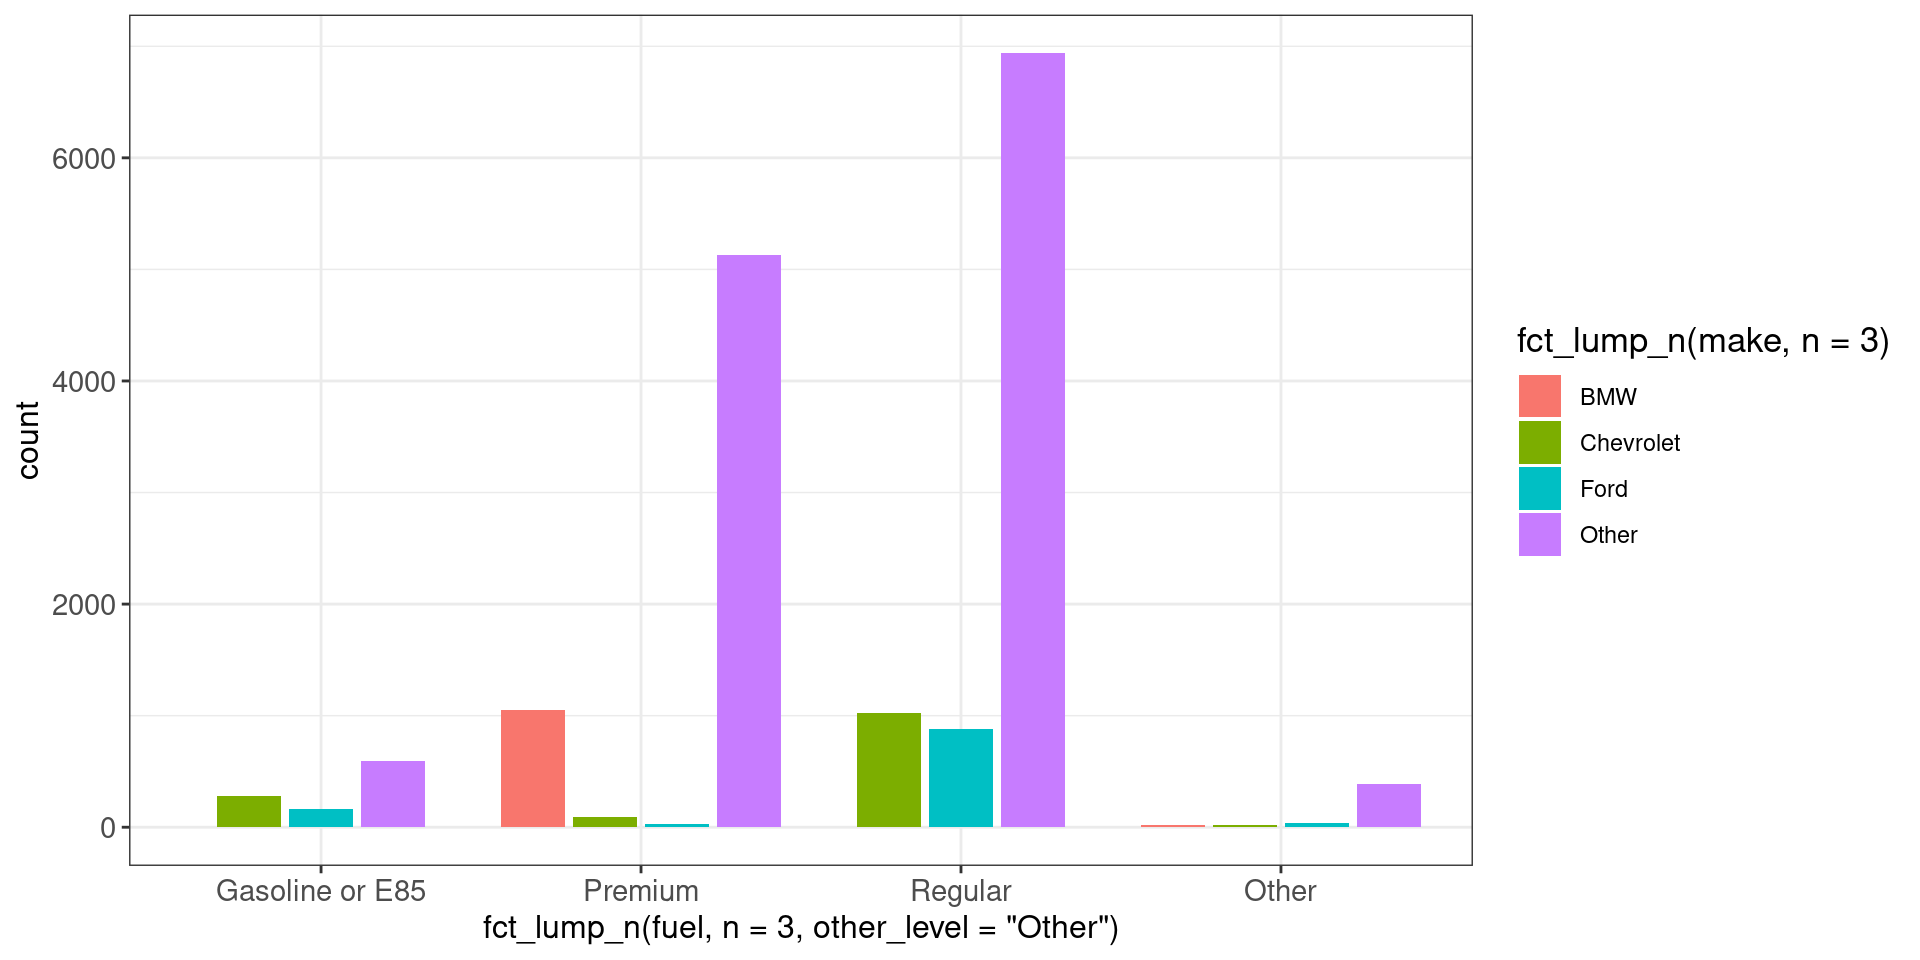 6000
4000
2000
0
count
Gasoline or E85
Premium
Regular
Other
fct_lump_n(fuel, n = 3, other_level = "Other")
fct_lump_n(make, n = 3)
BMW
Chevrolet
Ford
Other